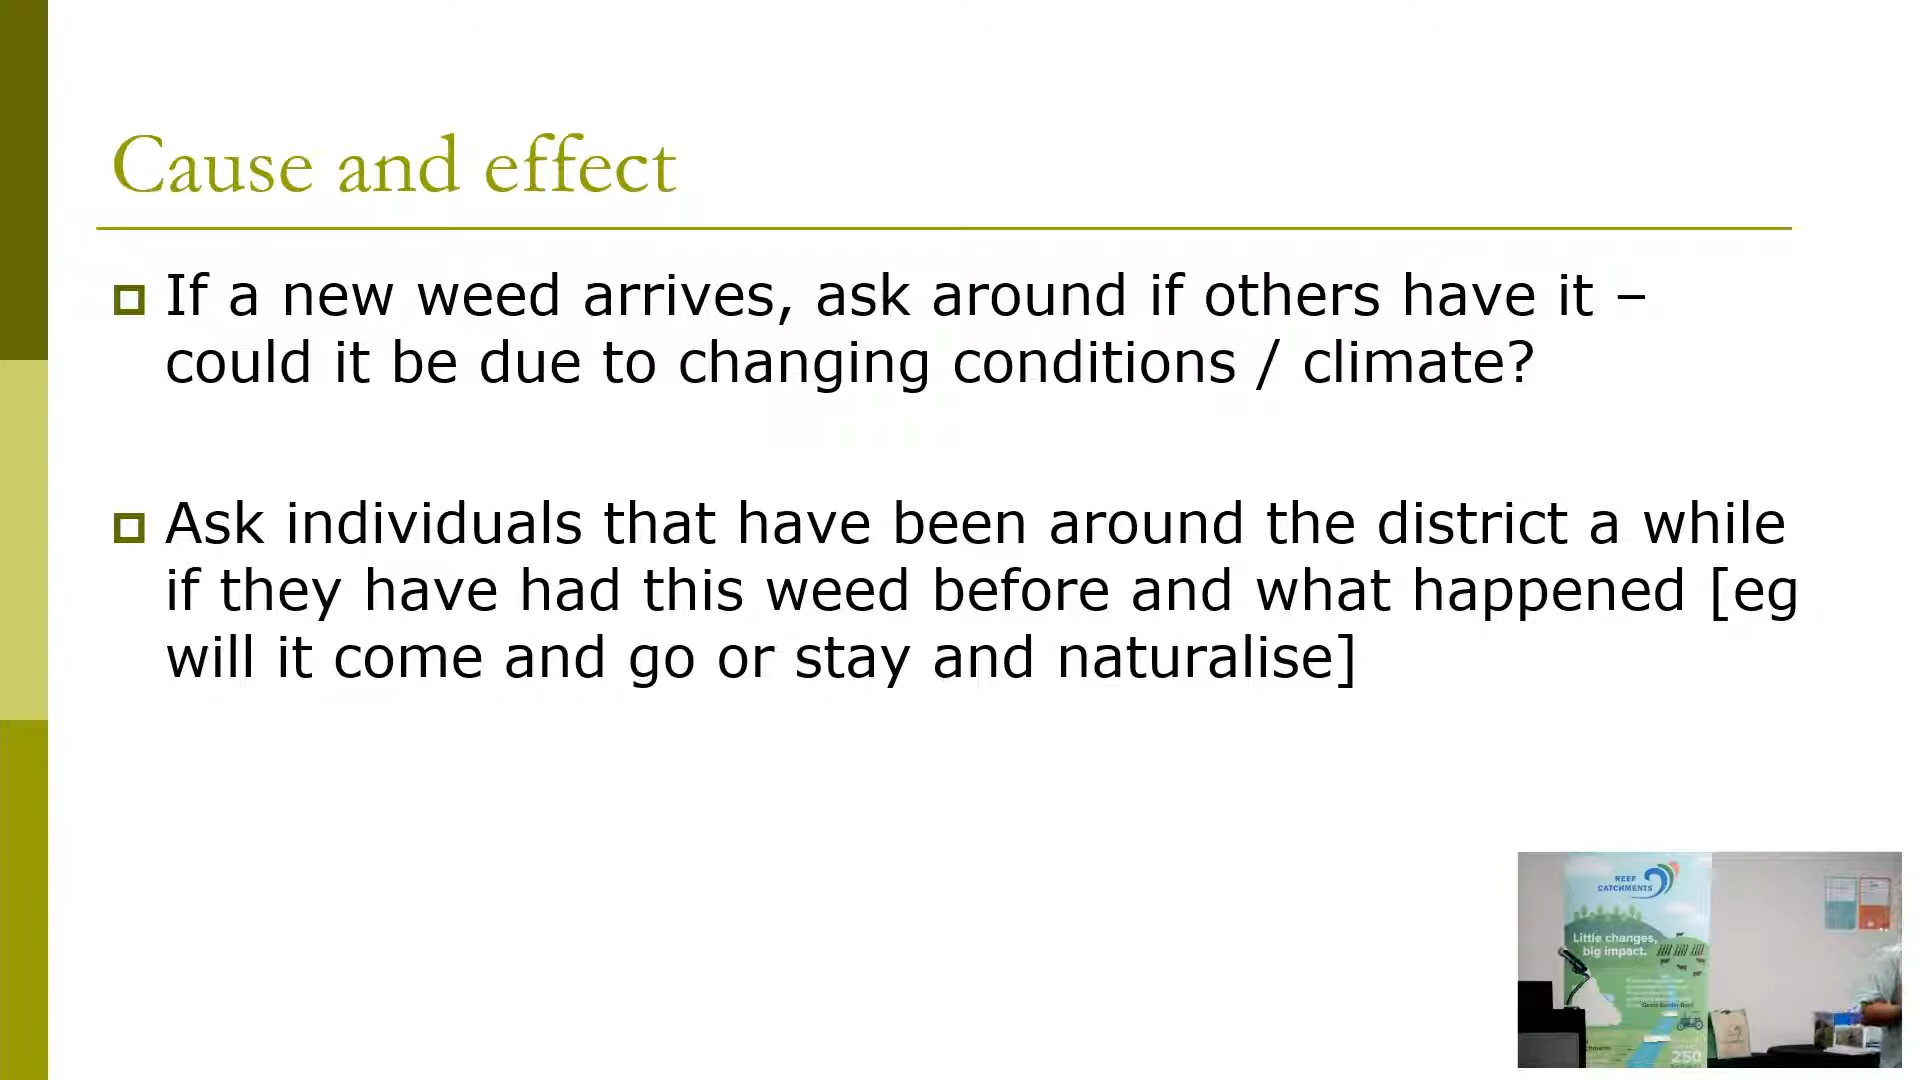 Cause and effect
If a new weed arrives, ask around if others have it –
could it be due to changing conditions / climate?
Ask individuals that have been around the district a while
if they have had this weed before and what happened [eg
will it come and go or stay and naturalise]
REEF
CATCHMENTS
Little changes,
big impact.
250